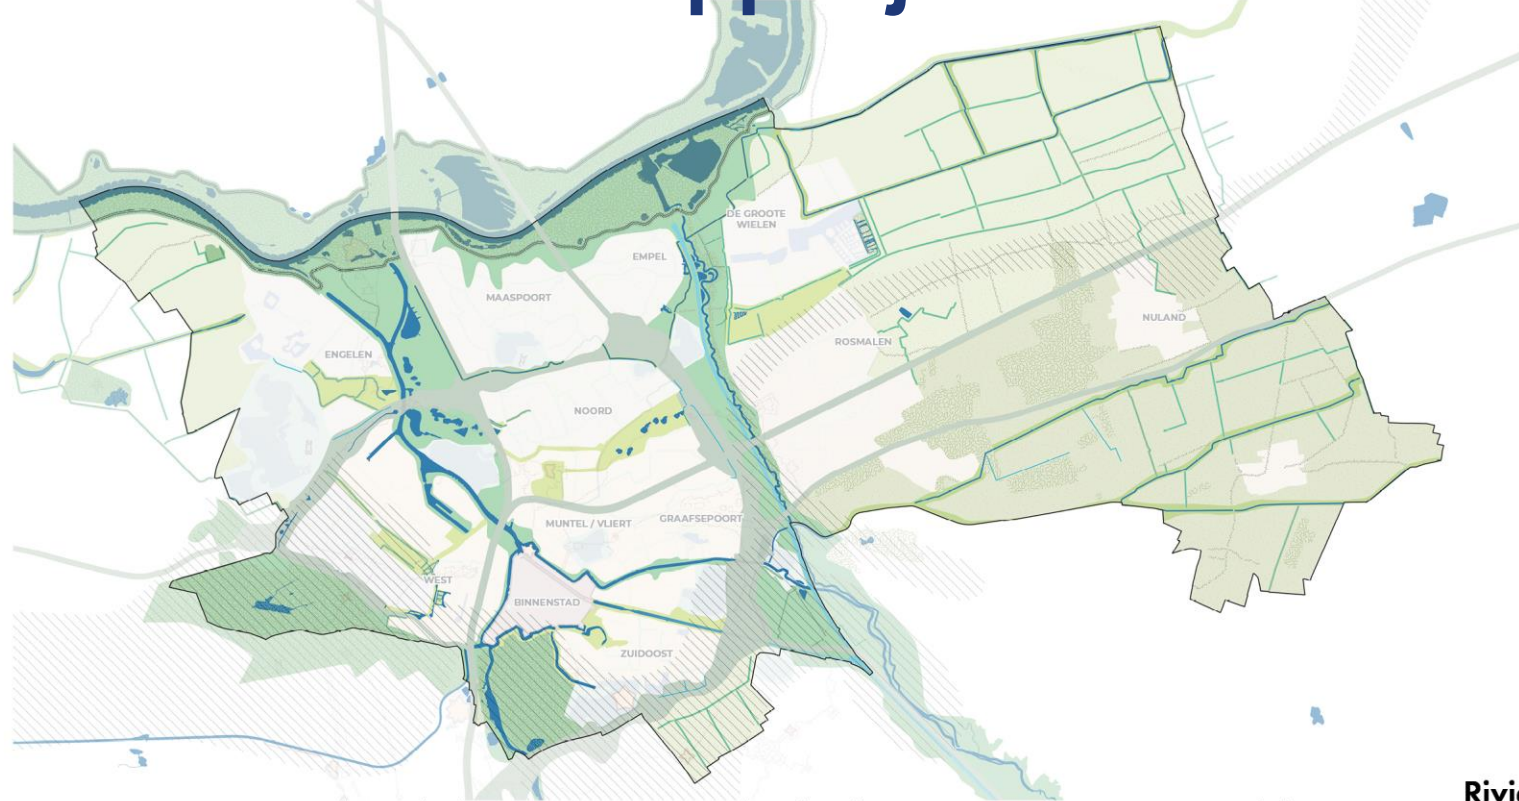 DE GROOTE
WIELEN
EMPEL
MAASPOORT
NULAND
ROSMALEN
ENGELEN
NOORD
MUNTEL / VLIERT
GRAAFSEPOORT
WEST
BINNENSTAD
ZUIDOOST